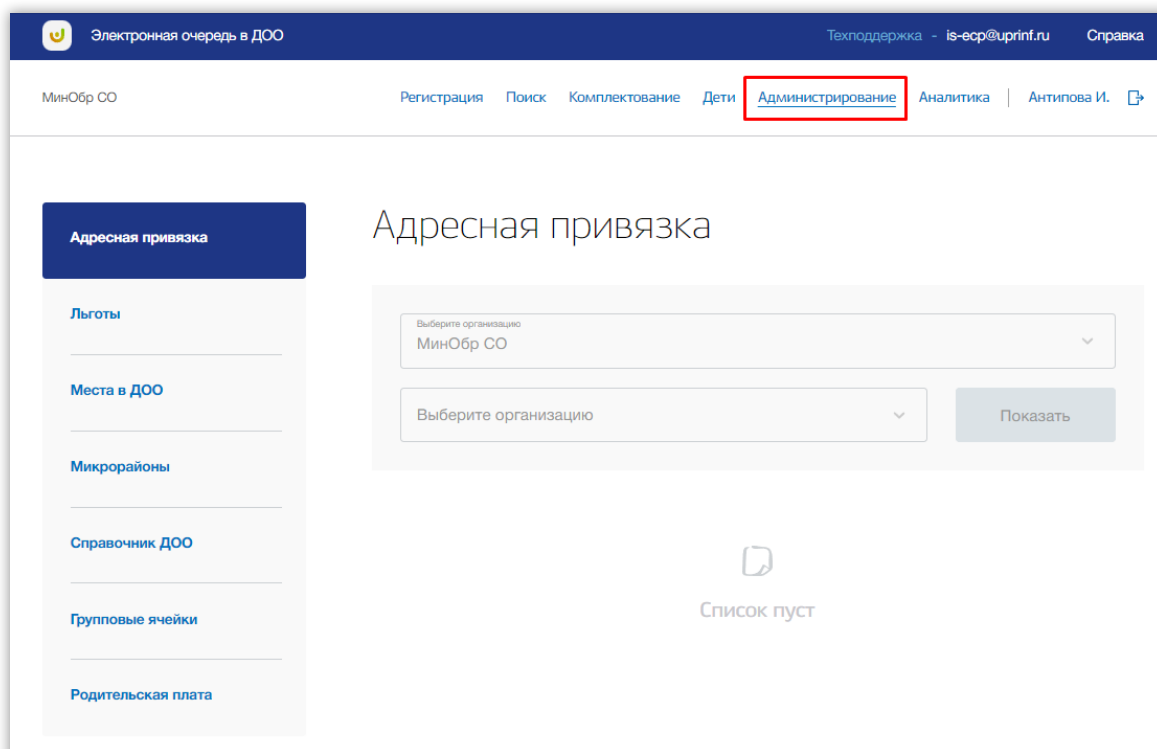 Электронная очередь в ДОО
Техподдержка - is-ecp@uprinf.ru Справка
МинОбр СО
Регистрация Поиск Комплектование Дети Администрирование Аналитика Антипова И.
Адресная привязка
Льготы
Места в ДОО
Микрорайоны
Справочник ДОО
Групповые ячейки
Родительская плата
Адресная привязка
Выберите организацию
МинОбр СО
Выберите организацию
Показать
Список пуст